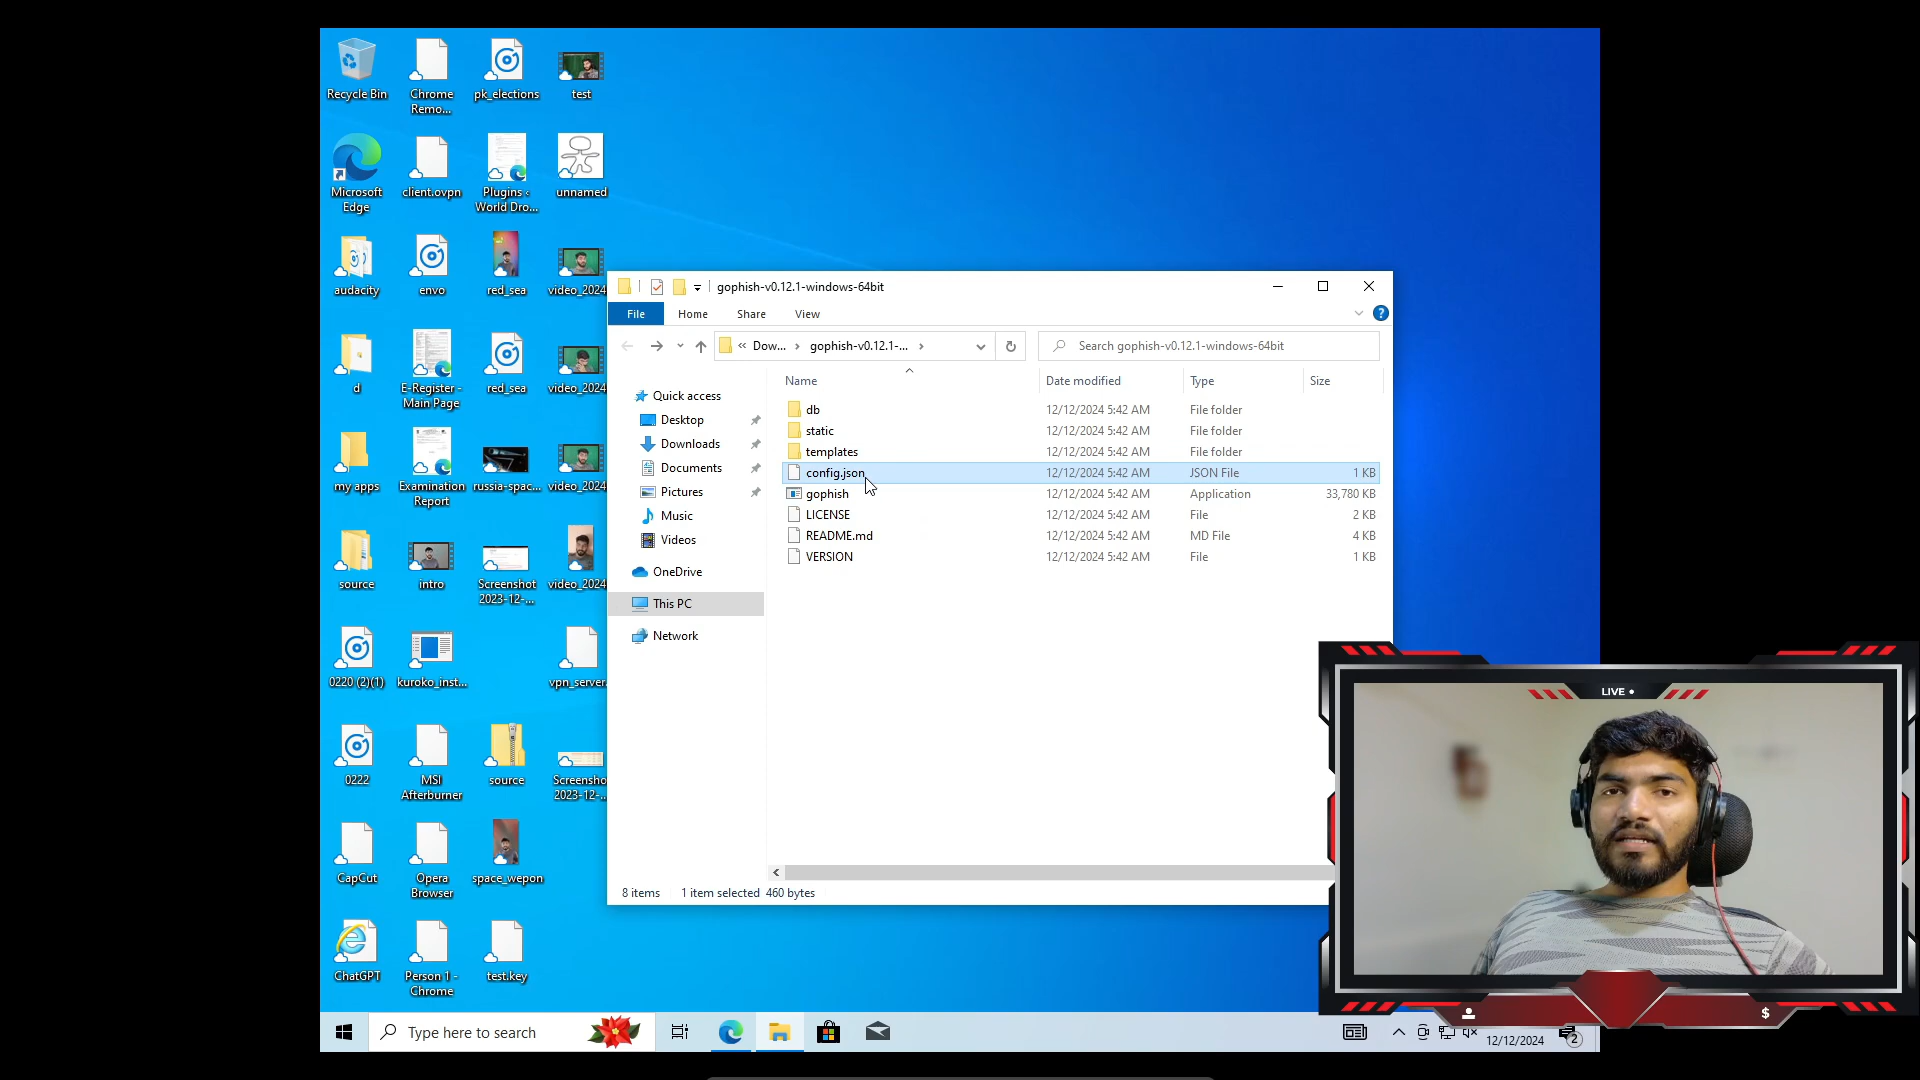 Recycle Bin
Chrome
Remo...
pk_elections
test
Microsoft
Edge
client.ovpn
Plugins ‹
World Dro...
unnamed
audacity
envo
red_sea
video_2024
d
E-Register -
Main Page
red_sea
video_2024
my apps
Examination
Report
russia-spac...
video_2024
source
intro
Screenshot
2023-12-...
video_2024
0220 (2)(1)
kuroko_inst...
vpn_server.
0222
MSI
Afterburner
source
Screensho
2023-12-..
CapCut
Opera
Browser
space_wepon
ChatGPT
Person 1 -
Chrome
test.key
gophish-v0.12.1-windows-64bit
File
Home
Share
View
« Dow... › gophish-v0.12.1-... ›
Search gophish-v0.12.1-windows-64bit
Name
Date modified
Type
Size
Quick access
Desktop
Downloads
Documents
Pictures
Music
Videos
OneDrive
This PC
Network
db 12/12/2024 5:42 AM File folder
static 12/12/2024 5:42 AM File folder
templates 12/12/2024 5:42 AM File folder
config.json 12/12/2024 5:42 AM JSON File 1 KB
gophish 12/12/2024 5:42 AM Application 33,780 KB
LICENSE 12/12/2024 5:42 AM File 2 KB
README.md 12/12/2024 5:42 AM MD File 4 KB
VERSION 12/12/2024 5:42 AM File 1 KB
8 items 1 item selected 460 bytes
LIVE •
$
Type here to search
12/12/2024
2